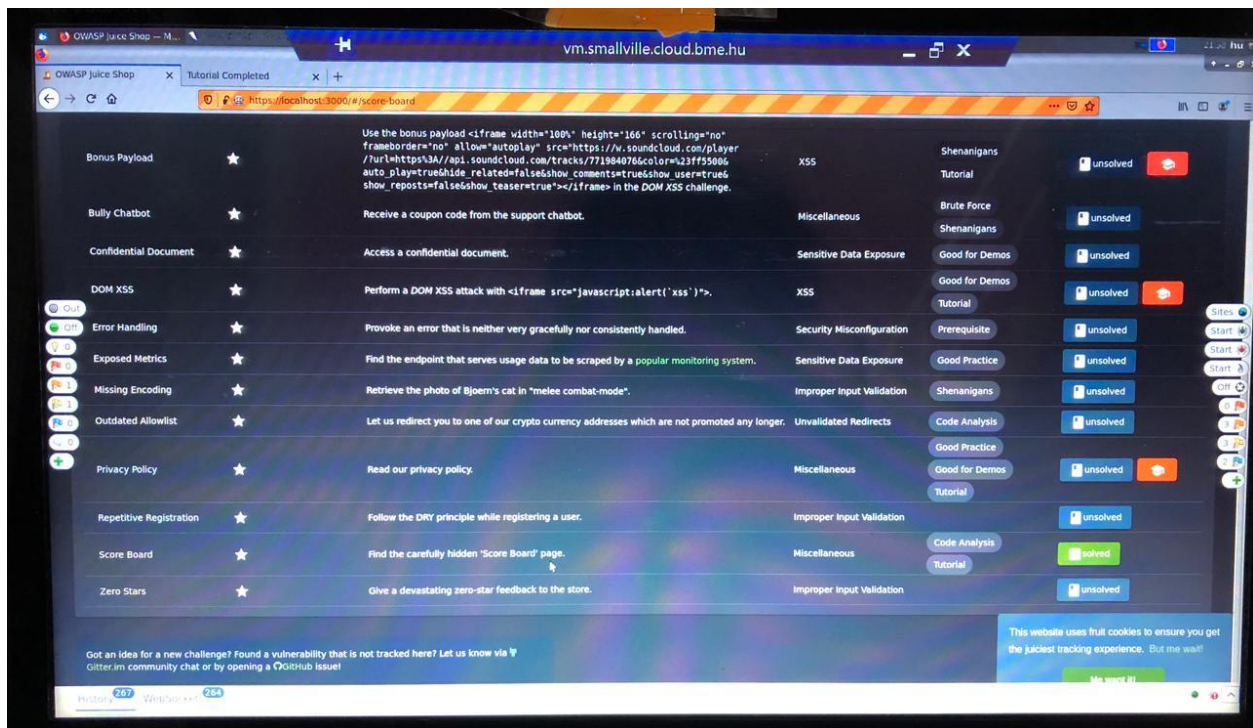 OWASP Juice Shop — M...
vm.smallville.cloud.bme.hu
hu
OWASP Juice Shop
Tutorial Completed
https://localhost:3000/#/score-board
Bonus Payload
Use the bonus payload <iframe width="100%" height="166" scrolling="no"
frameborder="no" allow="autoplay" src="https://w.soundcloud.com/player
/?url=https%3A//api.soundcloud.com/tracks/771984076&color=%23ff5500&
auto_play=true&hide_related=false&show_comments=true&show_user=true&
show_reposts=false&show_teaser=true"></iframe> in the DOM XSS challenge.
XSS
Shenanigans
Tutorial
unsolved
Bully Chatbot
Receive a coupon code from the support chatbot.
Miscellaneous
Brute Force
Shenanigans
unsolved
Confidential Document
Access a confidential document.
Sensitive Data Exposure
Good for Demos
unsolved
DOM XSS
Perform a DOM XSS attack with <iframe src="javascript:alert(`xss`)">.
XSS
Good for Demos
Tutorial
unsolved
Error Handling
Provoke an error that is neither very gracefully nor consistently handled.
Security Misconfiguration
Prerequisite
unsolved
Exposed Metrics
Find the endpoint that serves usage data to be scraped by a popular monitoring system.
Sensitive Data Exposure
Good Practice
unsolved
Missing Encoding
Retrieve the photo of Bjoern's cat in "melee combat-mode".
Improper Input Validation
Shenanigans
unsolved
Outdated Allowlist
Let us redirect you to one of our crypto currency addresses which are not promoted any longer.
Unvalidated Redirects
Code Analysis
unsolved
Privacy Policy
Read our privacy policy.
Miscellaneous
Good Practice
Good for Demos
Tutorial
unsolved
Repetitive Registration
Follow the DRY principle while registering a user.
Improper Input Validation
unsolved
Score Board
Find the carefully hidden 'Score Board' page.
Miscellaneous
Code Analysis
Tutorial
solved
Zero Stars
Give a devastating zero-star feedback to the store.
Improper Input Validation
unsolved
Out
Off
0
0
1
1
0
0
Sites
Start
Start
Start
Off
0
3
3
2
Got an idea for a new challenge? Found a vulnerability that is not tracked here? Let us know via
Gitter.im community chat or by opening a GitHub issue!
This website uses fruit cookies to ensure you get
the juiciest tracking experience. But me wait!
Me want it!
History 267 WebSocket 264